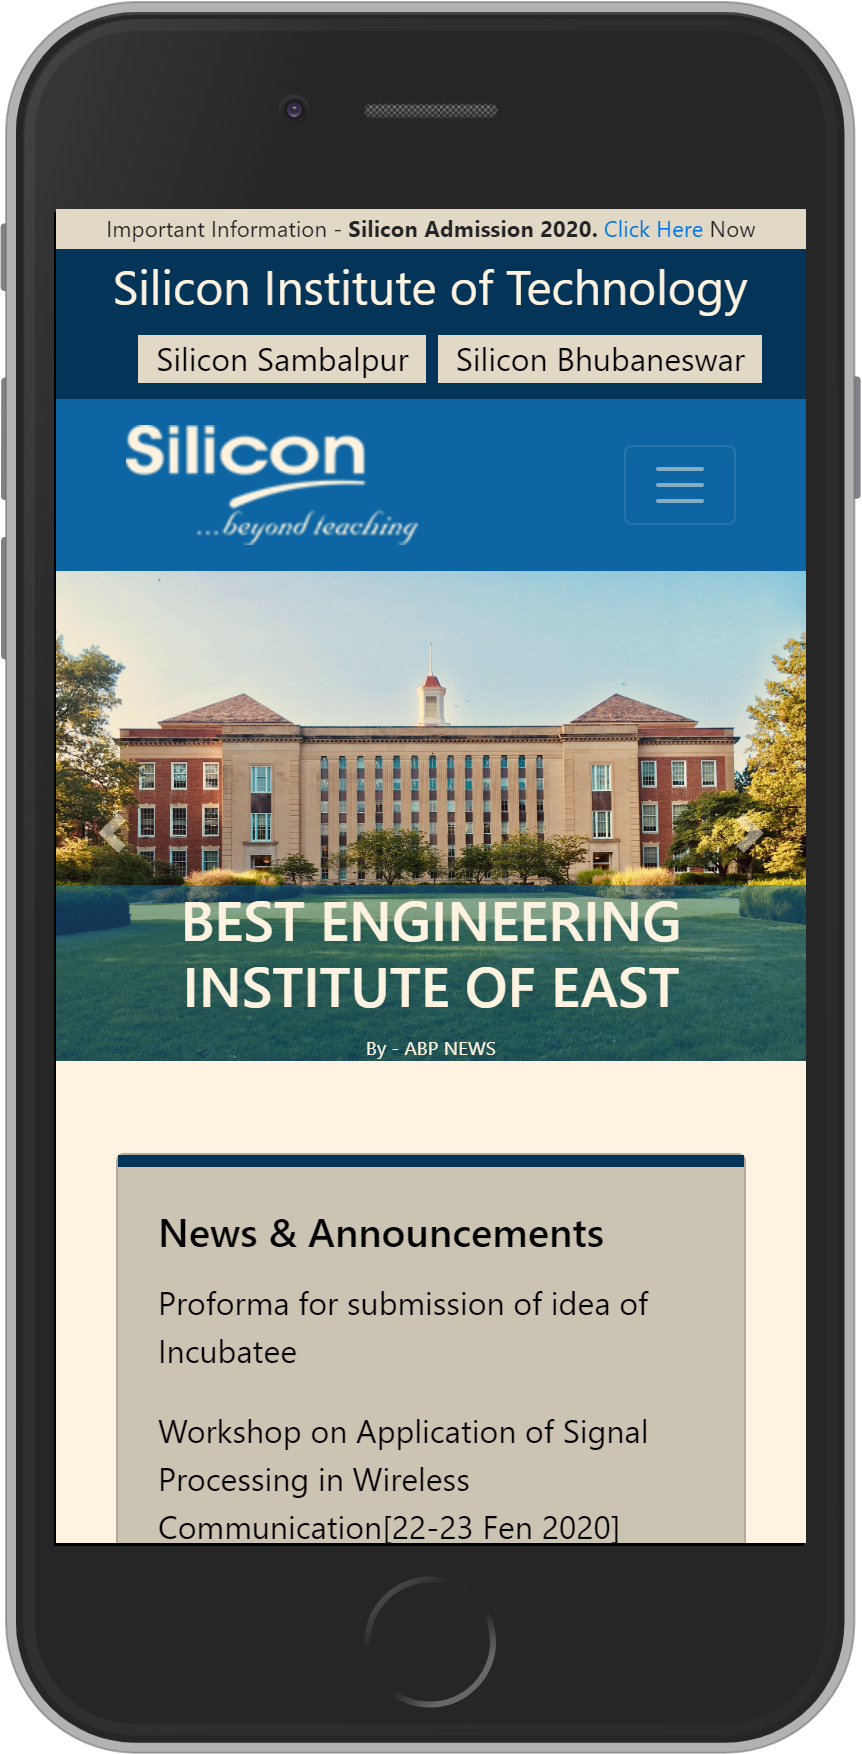 Important Information - Silicon Admission 2020. Click Here Now
Silicon Institute of Technology
Silicon Sambalpur Silicon Bhubaneswar
Silicon
...beyond teaching
BEST ENGINEERING
INSTITUTE OF EAST
By - ABP NEWS
News & Announcements
Proforma for submission of idea of
Incubatee
Workshop on Application of Signal
Processing in Wireless
Communication[22-23 Fen 2020]